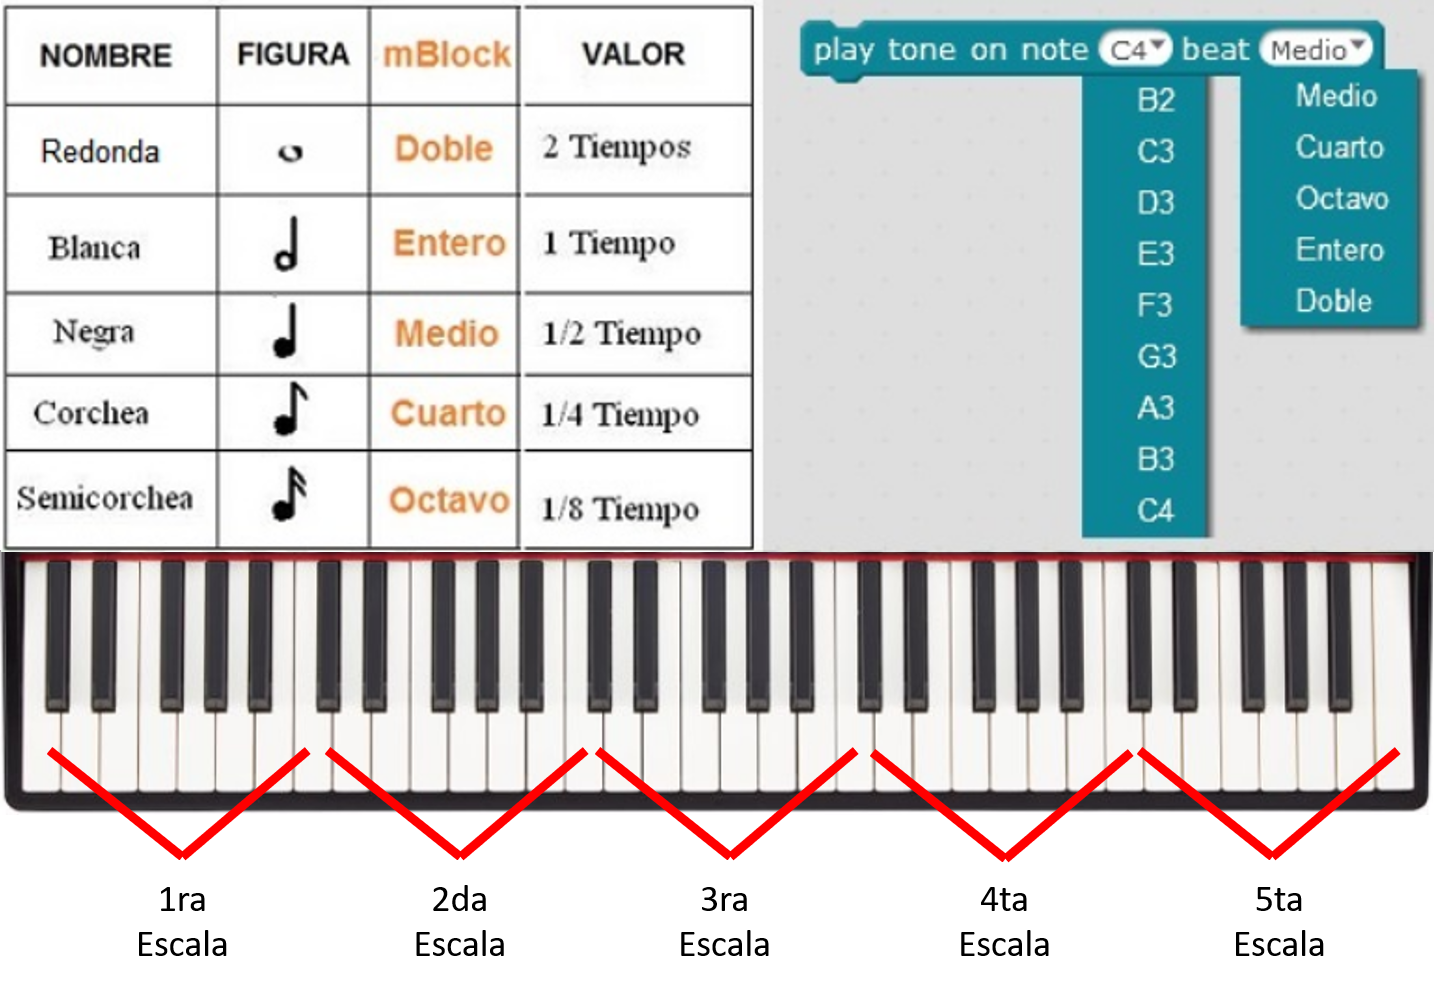 NOMBRE FIGURA mBlock VALOR
Redonda Doble 2 Tiempos
Blanca Entero 1 Tiempo
Negra Medio 1/2 Tiempo
Corchea Cuarto 1/4 Tiempo
Semicorchea Octavo 1/8 Tiempo
play tone on note C4 beat Medio
B2
C3
D3
E3
F3
G3
A3
B3
C4
Medio
Cuarto
Octavo
Entero
Doble
1ra
Escala
2da
Escala
3ra
Escala
4ta
Escala
5ta
Escala